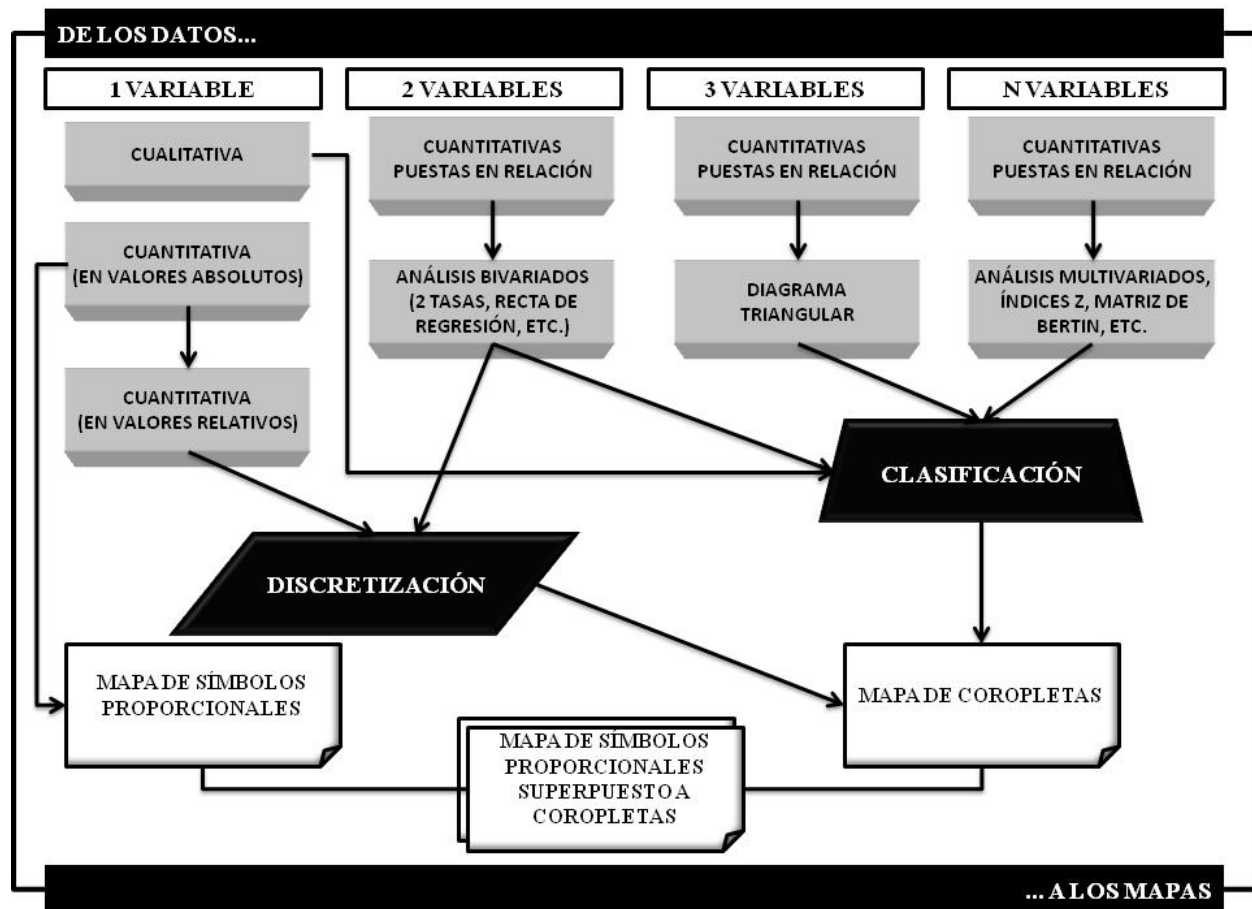 DE LOS DATOS...
1 VARIABLE
2 VARIABLES
3 VARIABLES
N VARIABLES
CUALITATIVA
CUANTITATIVA
(EN VALORES ABSOLUTOS)
CUANTITATIVA
(EN VALORES RELATIVOS)
CUANTITATIVAS
PUESTAS EN RELACIÓN
ANÁLISIS BIVARIADOS
(2 TASAS, RECTA DE
REGRESIÓN, ETC.)
CUANTITATIVAS
PUESTAS EN RELACIÓN
DIAGRAMA
TRIANGULAR
CUANTITATIVAS
PUESTAS EN RELACIÓN
ANÁLISIS MULTIVARIADOS,
ÍNDICES Z, MATRIZ DE
BERTIN, ETC.
CLASIFICACIÓN
DISCRETIZACIÓN
MAPA DE SÍMBOLOS
PROPORCIONALES
MAPA DE SÍMBOLOS
PROPORCIONALES
SUPERPUESTO A
COROPLETAS
MAPA DE COROPLETAS
... A LOS MAPAS